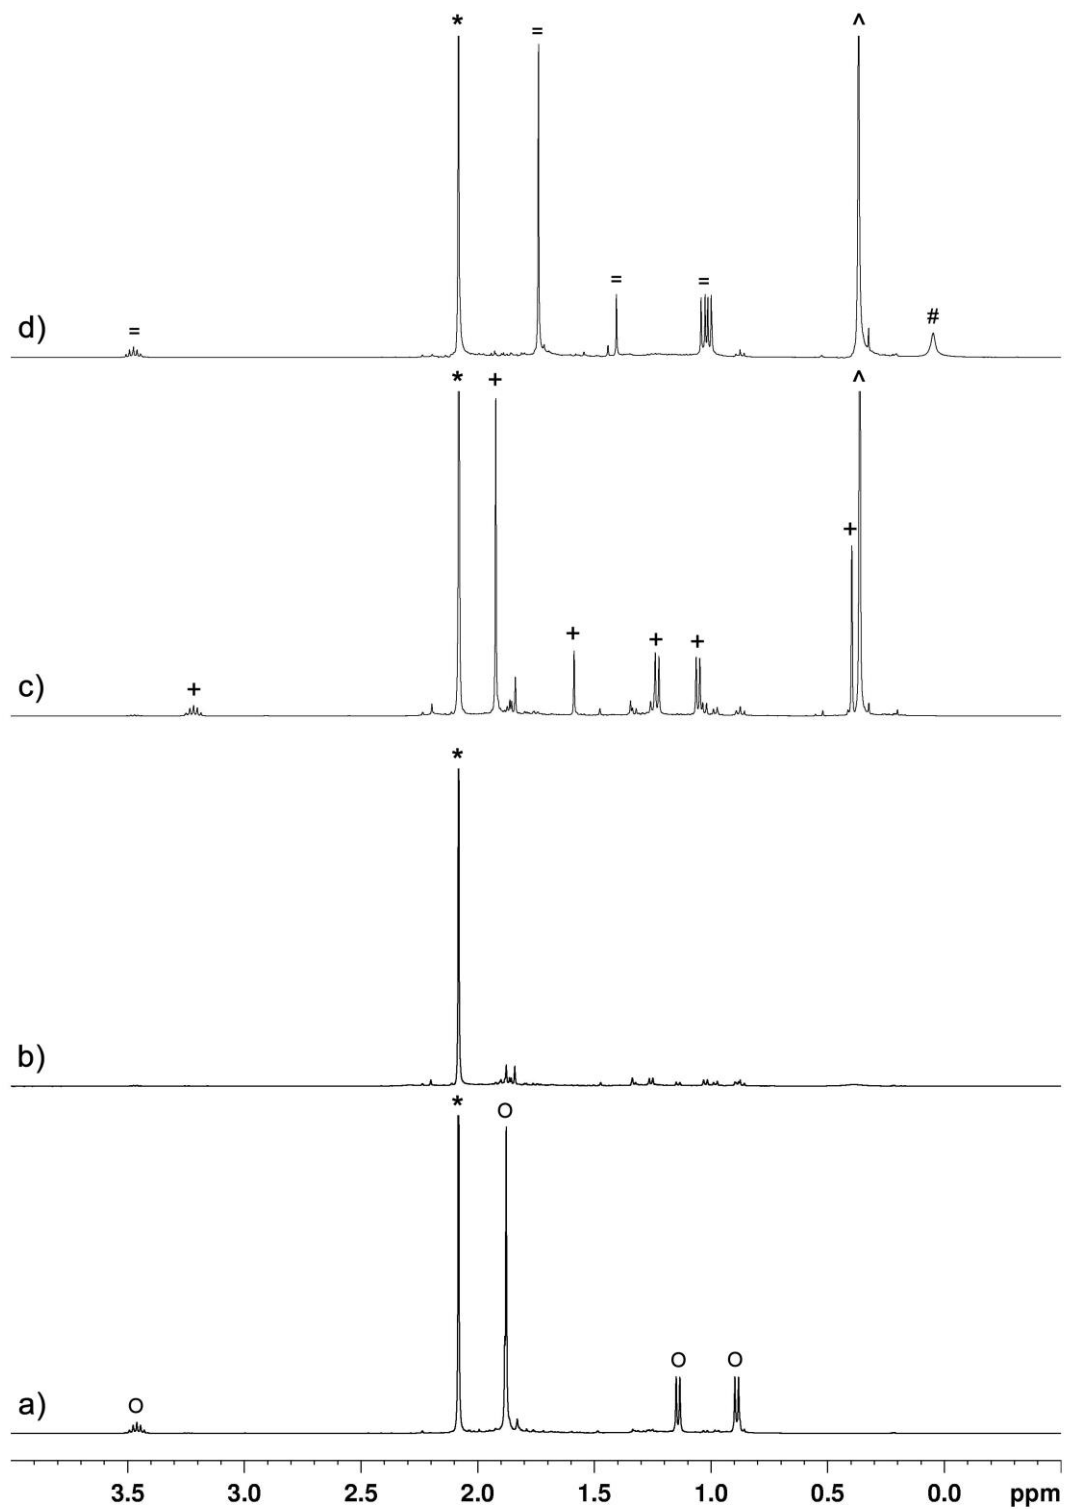 * = ^
= = #
d) =
* + ^
+
+ + +
c) +
*
b)
* O
O O
a) O
3.5 3.0 2.5 2.0 1.5 1.0 0.5 0.0 ppm